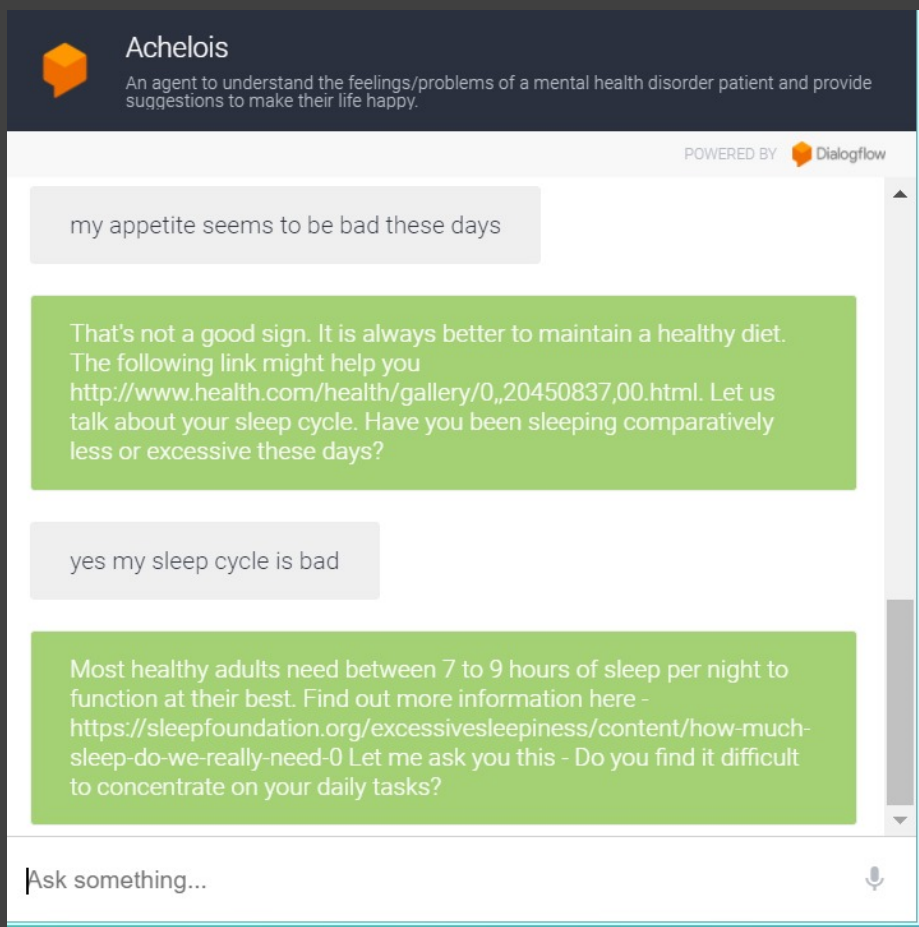 Achelois
An agent to understand the feelings/problems of a mental health disorder patient and provide
suggestions to make their life happy.
POWERED BY Dialogflow
my appetite seems to be bad these days
That's not a good sign. It is always better to maintain a healthy diet.
The following link might help you
http://www.health.com/health/gallery/0,,20450837,00.html. Let us
talk about your sleep cycle. Have you been sleeping comparatively
less or excessive these days?
yes my sleep cycle is bad
Most healthy adults need between 7 to 9 hours of sleep per night to
function at their best. Find out more information here -
https://sleepfoundation.org/excessivesleepiness/content/how-much-
sleep-do-we-really-need-0 Let me ask you this - Do you find it difficult
to concentrate on your daily tasks?
Ask something...